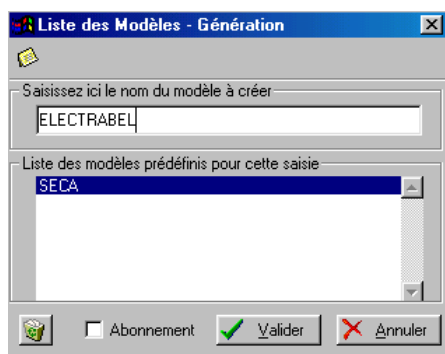 Liste des Modèles - Génération
Saisissez ici le nom du modèle à créer
ELECTRABEL
Liste des modèles prédéfinis pour cette saisie
SECA
Abonnement
Valider
Annuler